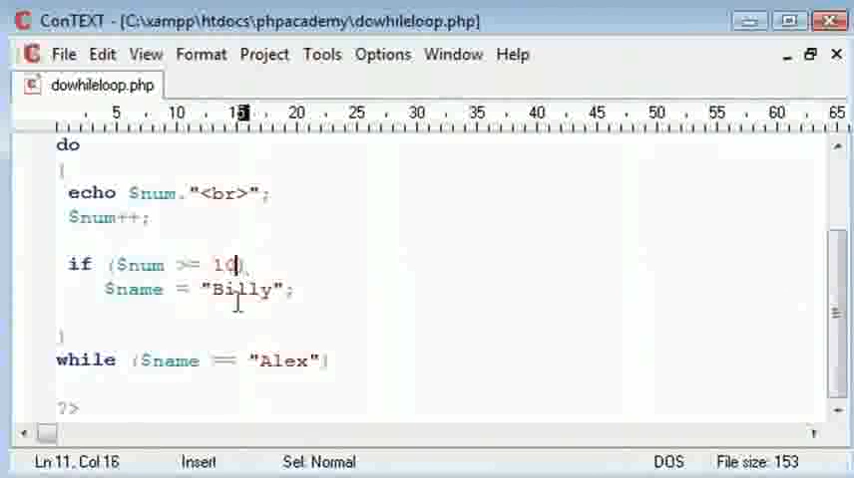 ConTEXT - [C:\xampp\htdocs\phpacademy\dowhileloop.php]
File Edit View Format Project Tools Options Window Help
dowhileloop.php
5 10 15 20 25 30 35 40 45 50 55 60 65
do
{
echo $num."<br>";
$num++;
if ($num >= 10)
$name = "Billy";
}
while ($name == "Alex")
?>
Ln 11, Col 16 Insert Sel: Normal DOS File size: 153